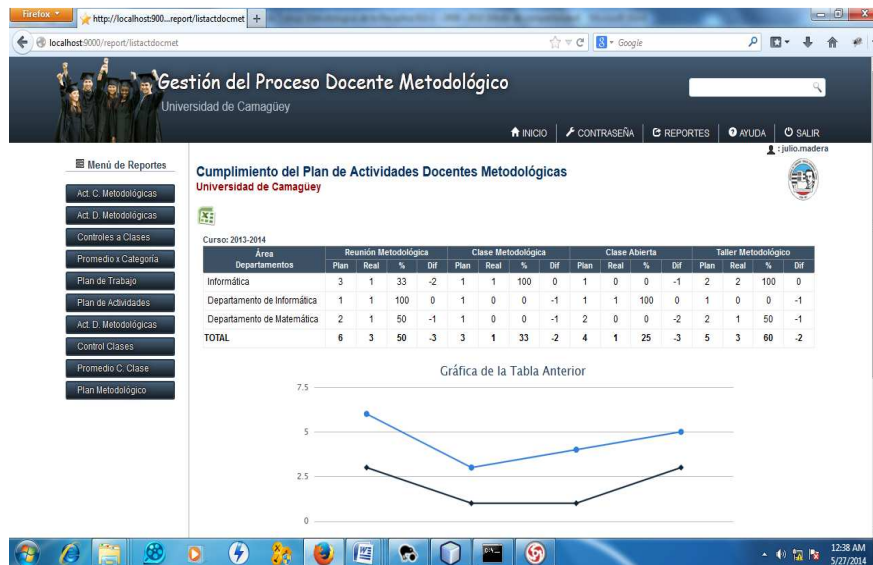 Firefox
http://localhost:900...report/listactdocmet
localhost:9000/report/listactdocmet
Google
Gestión del Proceso Docente Metodológico
Universidad de Camagüey
INICIO CONTRASEÑA REPORTES AYUDA SALIR
: julio.madera
Menú de Reportes
Act. C. Metodológicas
Act. D. Metodológicas
Controles a Clases
Promedio x Categoría
Plan de Trabajo
Plan de Actividades
Act. D. Metodológicas
Control Clases
Promedio C. Clase
Plan Metodológico
Cumplimiento del Plan de Actividades Docentes Metodológicas
Universidad de Camagüey
Curso: 2013-2014
Área Reunión Metodológica Clase Metodológica Clase Abierta Taller Metodológico
Departamentos Plan Real % Dif Plan Real % Dif Plan Real % Dif Plan Real % Dif
Informática 3 1 33 -2 1 1 100 0 1 0 0 -1 2 2 100 0
Departamento de Informática 1 1 100 0 1 0 0 -1 1 1 100 0 1 0 0 -1
Departamento de Matemática 2 1 50 -1 1 0 0 -1 2 0 0 -2 2 1 50 -1
TOTAL 6 3 50 -3 3 1 33 -2 4 1 25 -3 5 3 60 -2
Gráfica de la Tabla Anterior
7.5
5
2.5
0
12:38 AM
5/27/2014